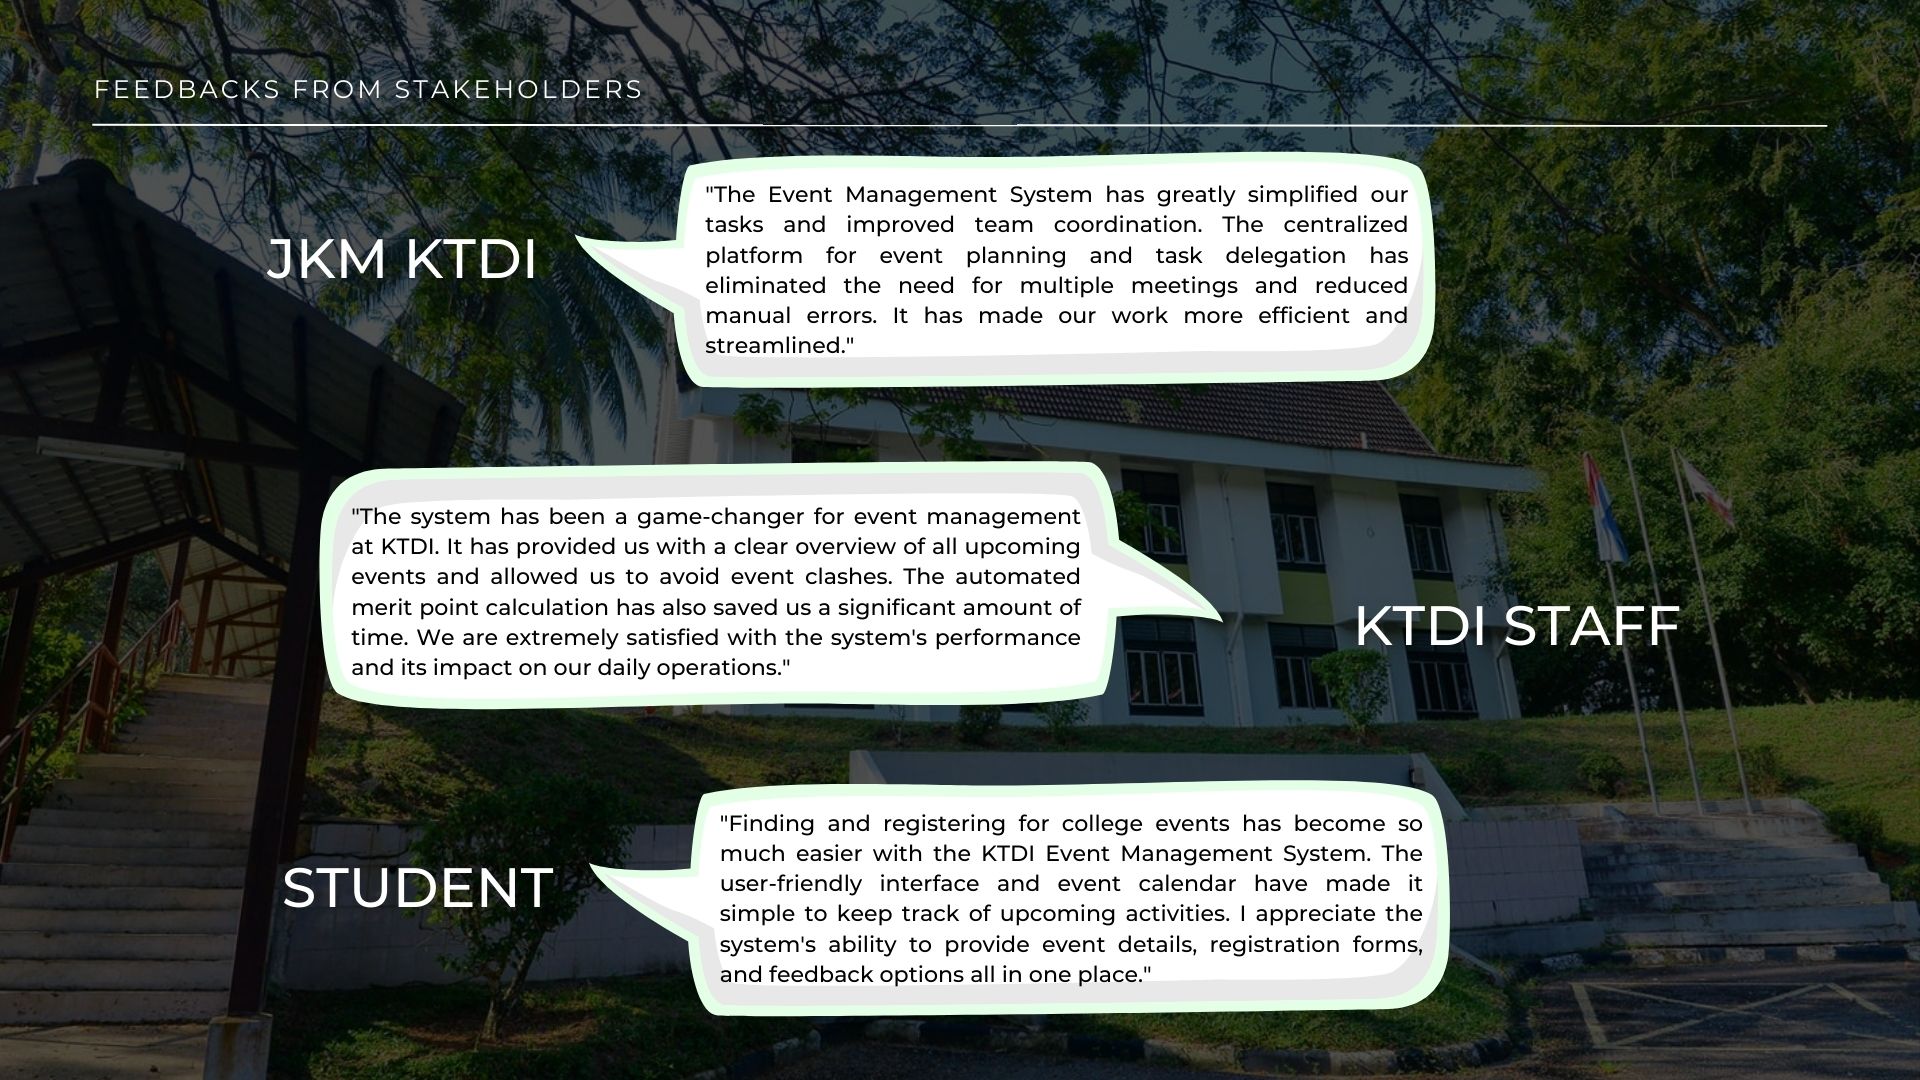 FEEDBACKS FROM STAKEHOLDERS
JKM KTDI
"The Event Management System has greatly simplified our
tasks and improved team coordination. The centralized
platform for event planning and task delegation has
eliminated the need for multiple meetings and reduced
manual errors. It has made our work more efficient and
streamlined."
"The system has been a game-changer for event management
at KTDI. It has provided us with a clear overview of all upcoming
events and allowed us to avoid event clashes. The automated
merit point calculation has also saved us a significant amount of
time. We are extremely satisfied with the system's performance
and its impact on our daily operations."
KTDI STAFF
STUDENT
"Finding and registering for college events has become so
much easier with the KTDI Event Management System. The
user-friendly interface and event calendar have made it
simple to keep track of upcoming activities. I appreciate the
system's ability to provide event details, registration forms,
and feedback options all in one place."